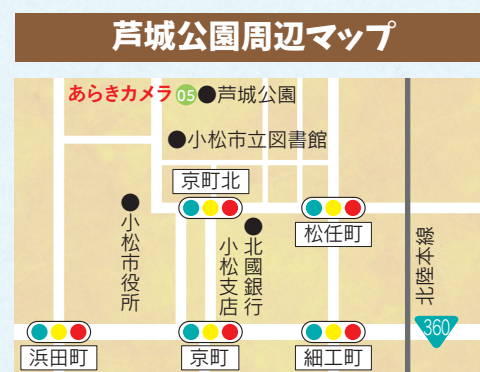 芦城公園周辺マップ
あらきカメラ 05 芦城公園
小松市立図書館
京町北
松任町
小松市役所
北國銀行
小松支店
北陸本線
360
浜田町
京町
細工町